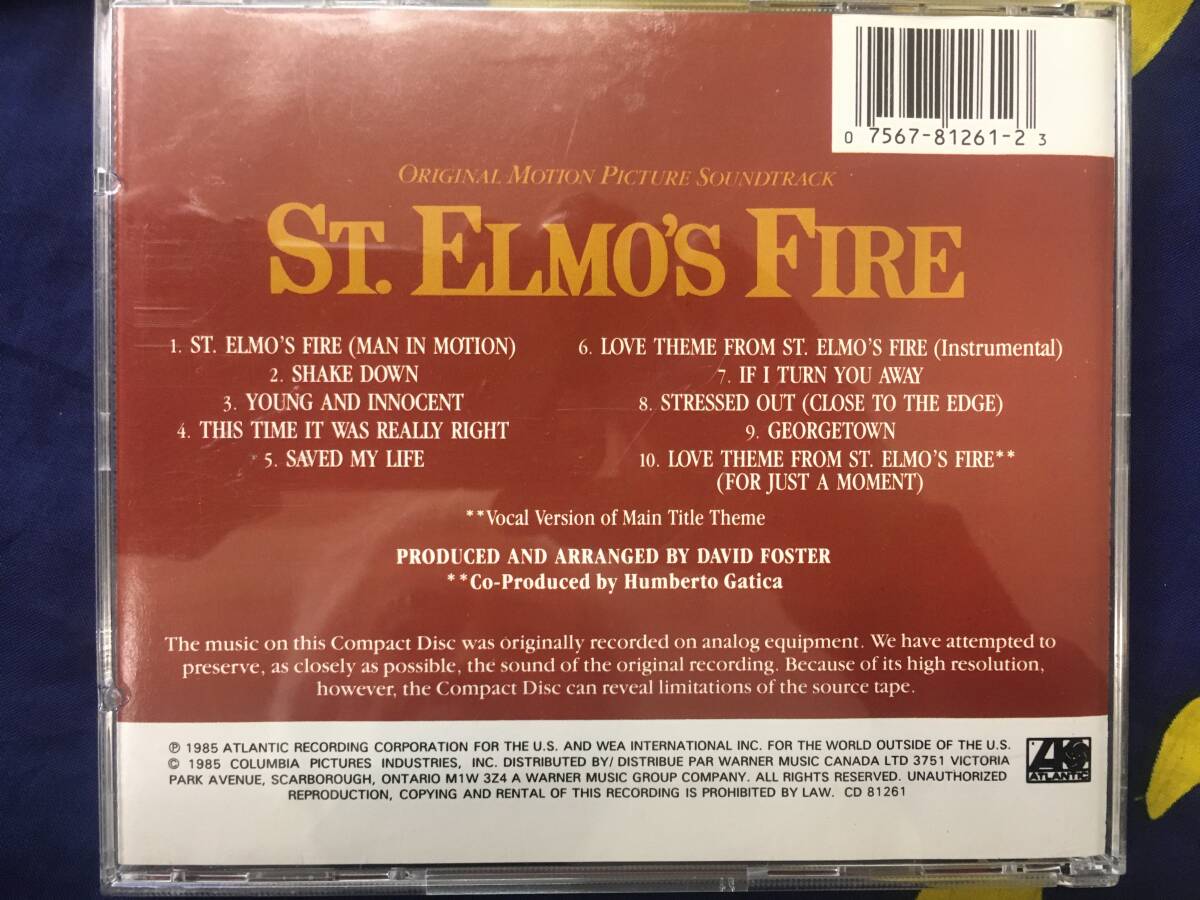 0 7567-81261-2 3
ORIGINAL MOTION PICTURE SOUNDTRACK
ST. ELMO'S FIRE
1. ST. ELMO'S FIRE (MAN IN MOTION)
2. SHAKE DOWN
3. YOUNG AND INNOCENT
4. THIS TIME IT WAS REALLY RIGHT
5. SAVED MY LIFE
6. LOVE THEME FROM ST. ELMO'S FIRE (Instrumental)
7. IF I TURN YOU AWAY
8. STRESSED OUT (CLOSE TO THE EDGE)
9. GEORGETOWN
10. LOVE THEME FROM ST. ELMO'S FIRE**
(FOR JUST A MOMENT)
**Vocal Version of Main Title Theme
PRODUCED AND ARRANGED BY DAVID FOSTER
**Co-Produced by Humberto Gatica
The music on this Compact Disc was originally recorded on analog equipment. We have attempted to
preserve, as closely as possible, the sound of the original recording. Because of its high resolution,
however, the Compact Disc can reveal limitations of the source tape.
℗ 1985 ATLANTIC RECORDING CORPORATION FOR THE U.S. AND WEA INTERNATIONAL INC. FOR THE WORLD OUTSIDE OF THE U.S.
© 1985 COLUMBIA PICTURES INDUSTRIES, INC. DISTRIBUTED BY/ DISTRIBUE PAR WARNER MUSIC CANADA LTD 3751 VICTORIA
PARK AVENUE, SCARBOROUGH, ONTARIO M1W 3Z4 A WARNER MUSIC GROUP COMPANY. ALL RIGHTS RESERVED. UNAUTHORIZED
REPRODUCTION, COPYING AND RENTAL OF THIS RECORDING IS PROHIBITED BY LAW. CD 81261
ATLANTIC